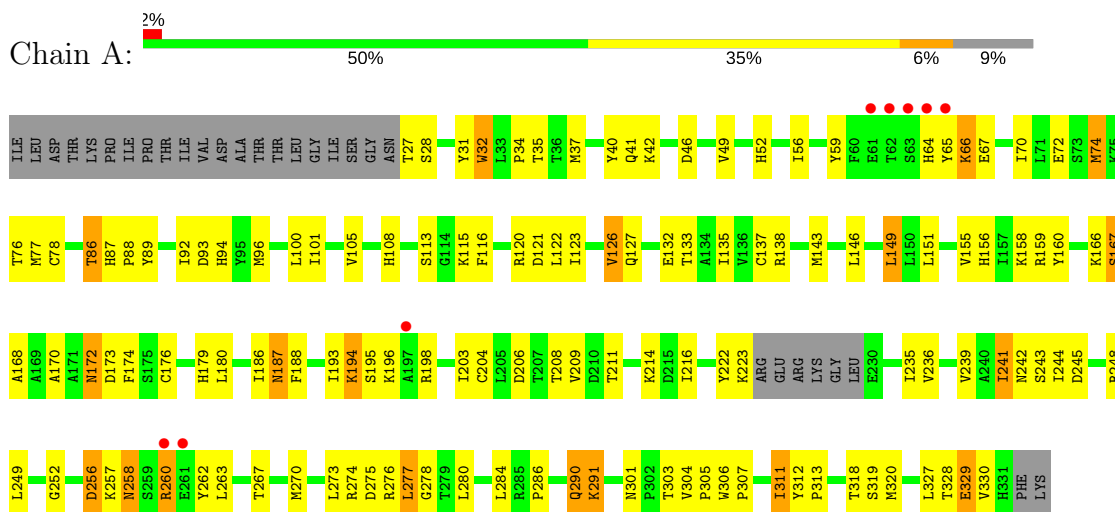 2%
Chain A:
50% 35% 6% 9%
ILE LEU ASP THR LYS PRO ILE PRO THR ILE VAL ASP ALA THR THR LEU GLY ILE ILE SER GLY ASN T27 S28 Y31 W32 L33 P34 T35 T36 M37 Y40 Q41 K42 D46 V49 H52 I56 Y59 F60 E61 T62 S63 H64 Y65 K66 E67 I70 L71 E72 S73 M74 K75
T76 M77 C78 T86 H87 P88 Y89 I92 D93 H94 Y95 M96 L100 I101 V105 H108 S113 G114 K115 F116 R120 D121 L122 I123 V126 Q127 E132 T133 A134 I135 V136 C137 R138 M143 L146 L149 L150 L151 V155 H156 I157 K158 R159 Y160 K166 S167
A168 A169 A170 A171 N172 D173 F174 S175 C176 H179 L180 I186 N187 F188 I193 K194 S195 K196 A197 R198 I203 C204 L205 D206 T207 T208 V209 D210 T211 K214 D215 I216 Y222 K223 ARG GLU ARG LYS GLY LEU E230 I235 V236 V239 A240 I241 N242 S243 I244 D245
L249 G252 D256 K257 N258 S259 R260 E261 Y262 L263 T267 M270 L273 R274 D275 R276 L277 G278 T279 L280 L284 R285 P286 Q290 K291 N301 P302 T303 V304 P305 W306 P307 I311 Y312 P313 T318 S319 M320 L327 T328 E329 V330 H331 PHE LYS